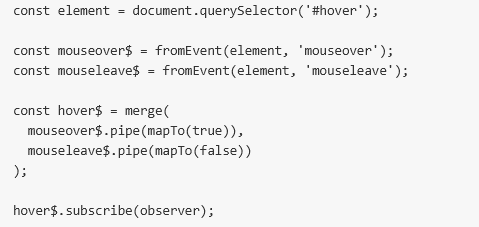 const element = document.querySelector('#hover');
const mouseover$ = fromEvent(element, 'mouseover');
const mouseleave$ = fromEvent(element, 'mouseleave');
const hover$ = merge(
  mouseover$.pipe(mapTo(true)),
  mouseleave$.pipe(mapTo(false))
);
hover$.subscribe(observer);